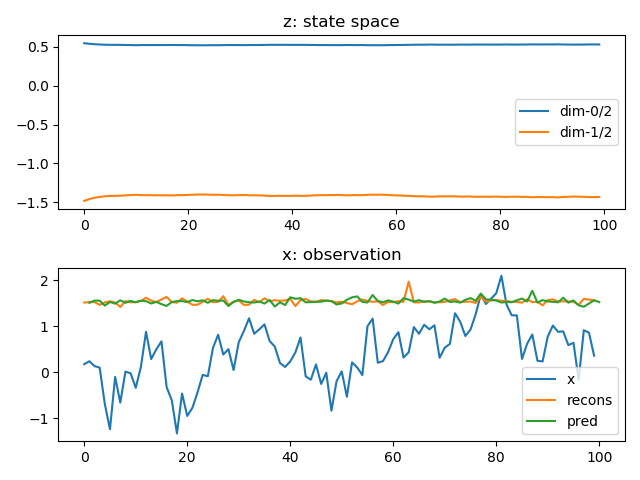 z: state space
0.5
0.0
−0.5
−1.0
−1.5
dim-0/2
dim-1/2
0 20 40 60 80 100
x: observation
2
1
0
−1
x
recons
pred
0 20 40 60 80 100